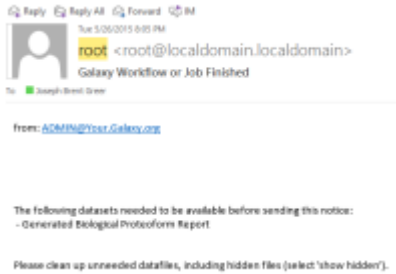 Reply Reply All Forward IM
Tue 5/26/2015 8:05 PM
root <root@localdomain.localdomain>
Galaxy Workflow or Job Finished
To Joseph Brent Greer
from: ADMIN@Your.Galaxy.org
The following datasets needed to be available before sending this notice:
- Generated Biological Proteoform Report
Please clean up unneeded datafiles, including hidden files (select 'show hidden').